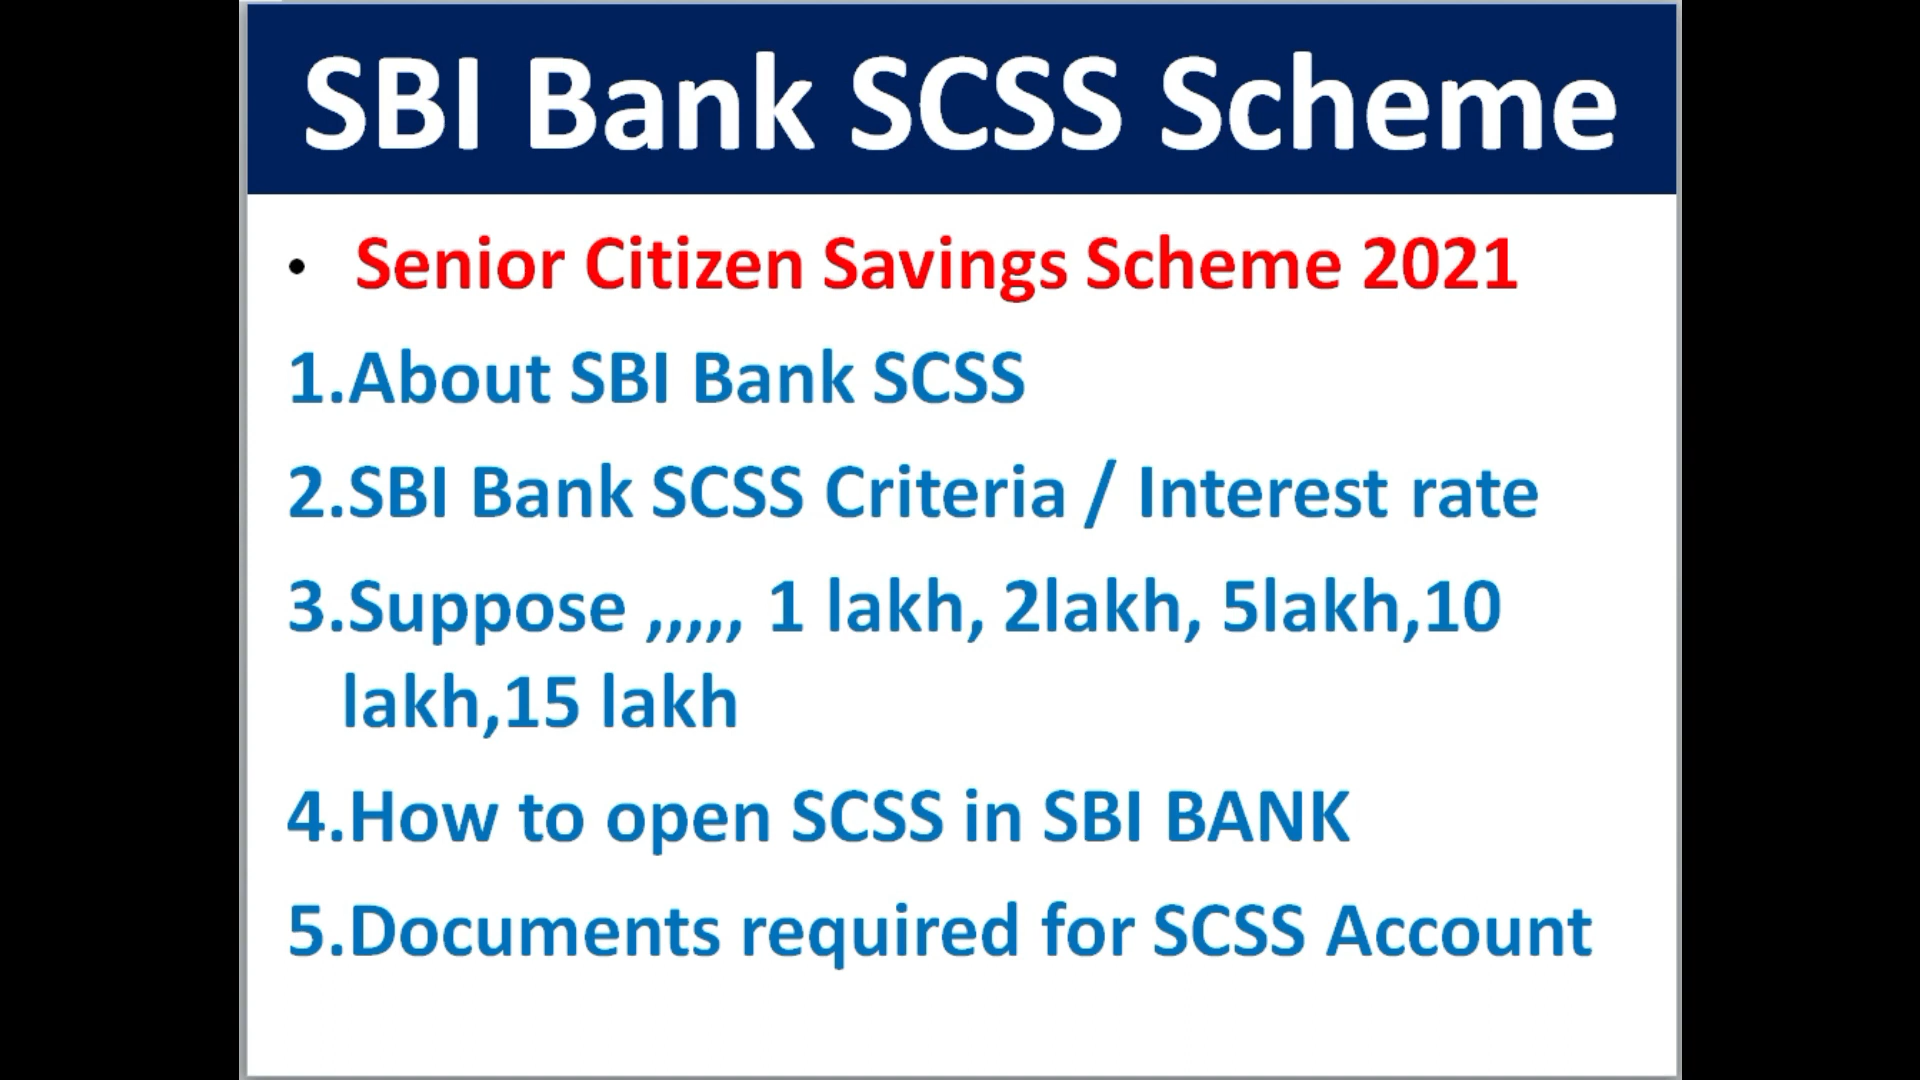 SBI Bank SCSS Scheme
• Senior Citizen Savings Scheme 2021
1.About SBI Bank SCSS
2.SBI Bank SCSS Criteria / Interest rate
3.Suppose ,,,,, 1 lakh, 2lakh, 5lakh,10
lakh,15 lakh
4.How to open SCSS in SBI BANK
5.Documents required for SCSS Account